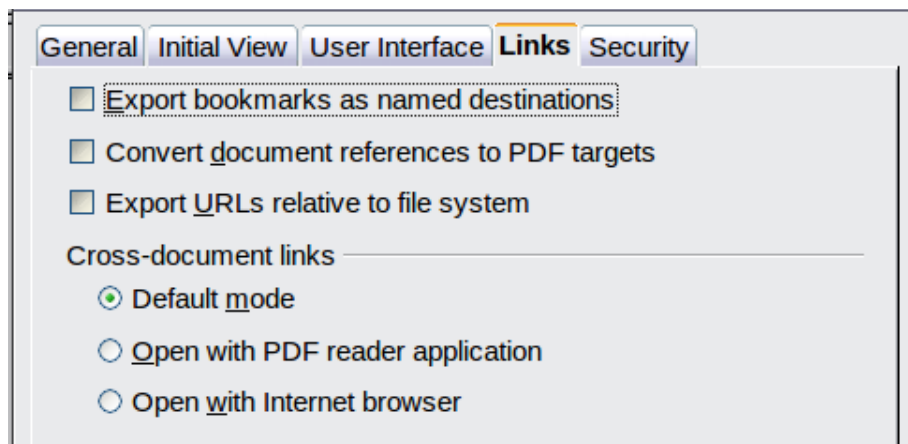 General Initial View User Interface Links Security
Export bookmarks as named destinations
Convert document references to PDF targets
Export URLs relative to file system
Cross-document links
Default mode
Open with PDF reader application
Open with Internet browser